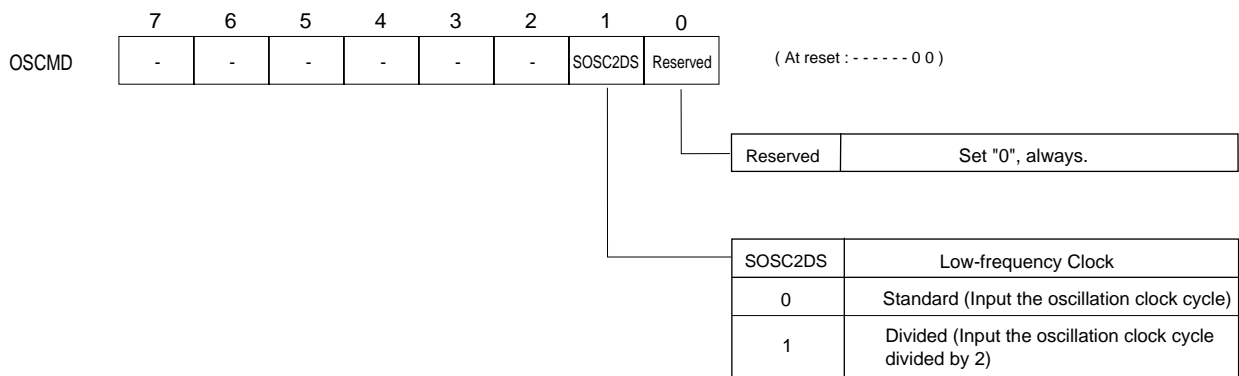 7 6 5 4 3 2 1 0
OSCMD - - - - - - SOSC2DS Reserved ( At reset : - - - - - - 0 0 )
Reserved Set "0", always.
SOSC2DS Low-frequency Clock
0 Standard (Input the oscillation clock cycle)
1 Divided (Input the oscillation clock cycle
divided by 2)